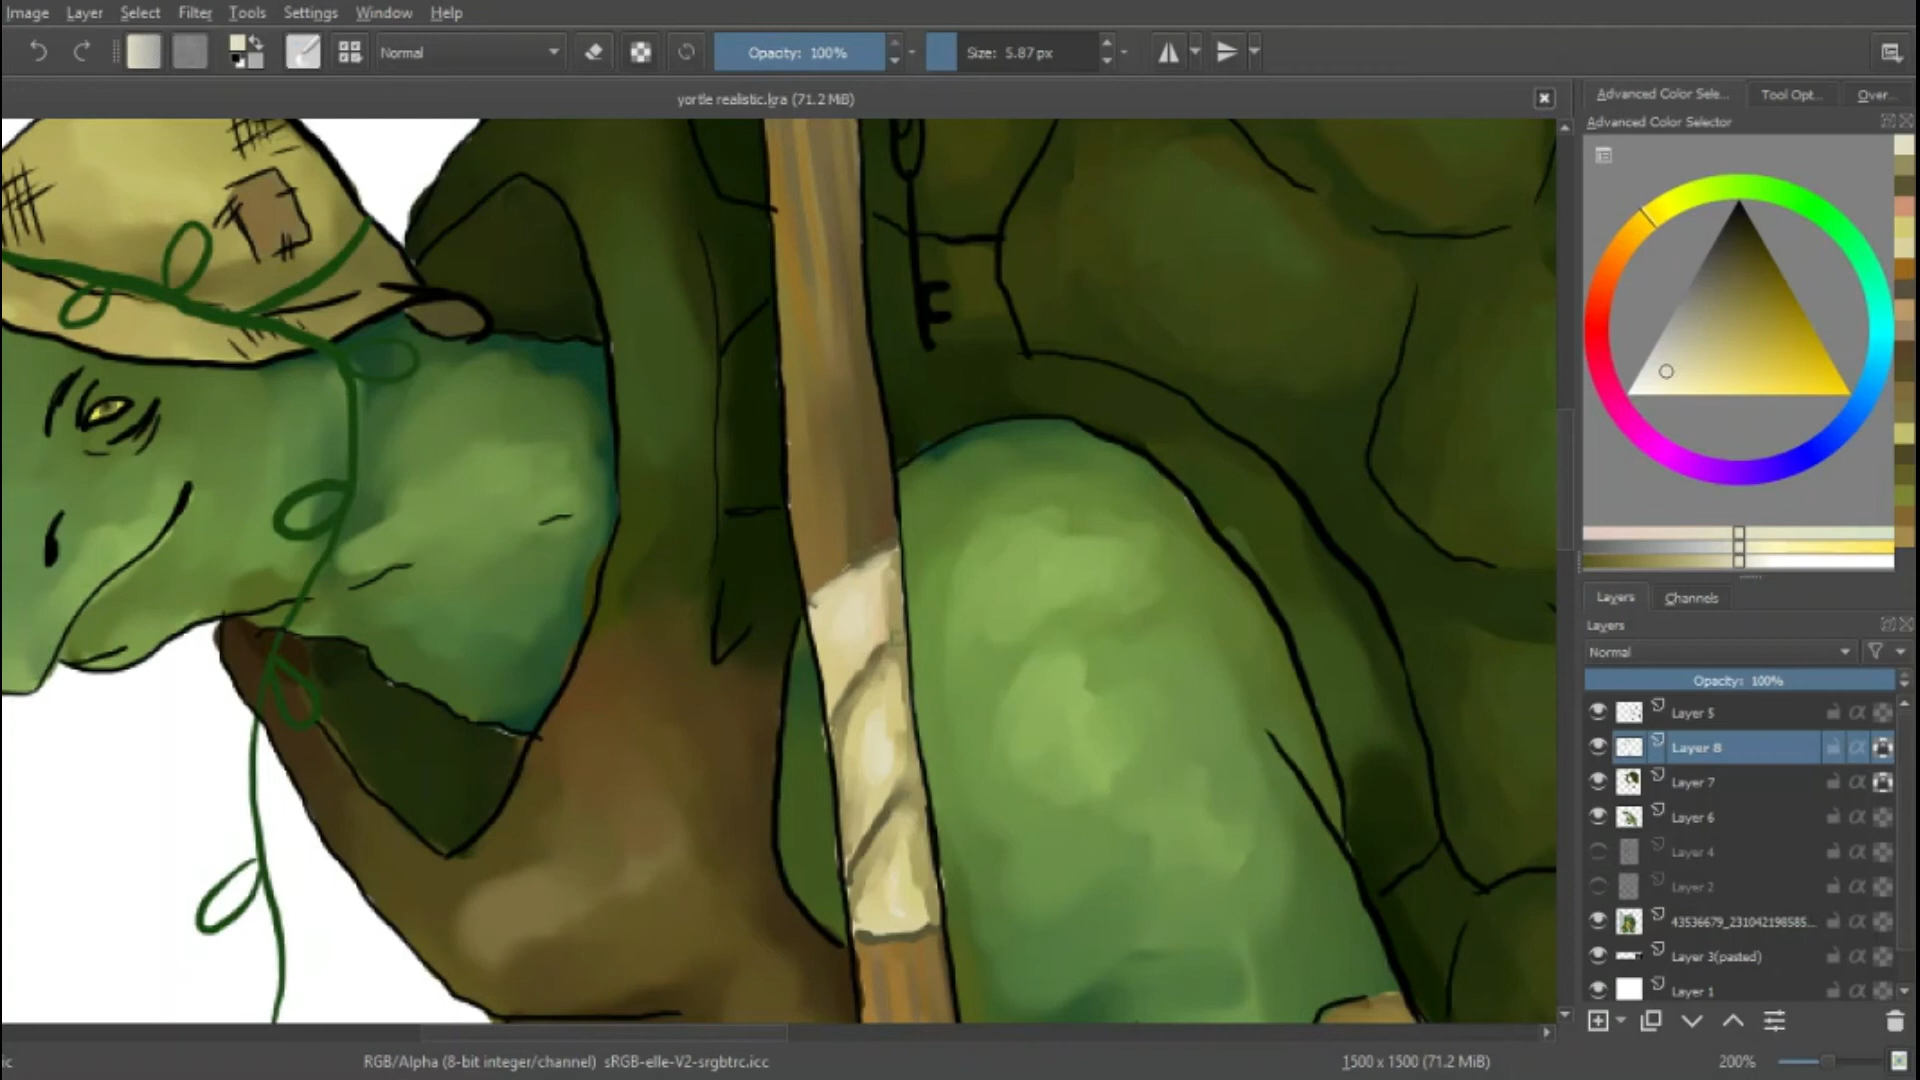 Image Layer Select Filter Tools Settings Window Help
Normal Opacity: 100% Size: 5.87 px
yortle realistic.kra (71.2 MiB)
Advanced Color Sele... Tool Opt... Over...
Advanced Color Selector
Layers Channels
Layers
Normal
Opacity: 100%
Layer 5
Layer 8
Layer 7
Layer 6
Layer 4
Layer 2
43536679_231042198585...
Layer 3(pasted)
Layer 1
ic RGB/Alpha (8-bit integer/channel) sRGB-elle-V2-srgbtrc.icc 1500 x 1500 (71.2 MiB) 200%